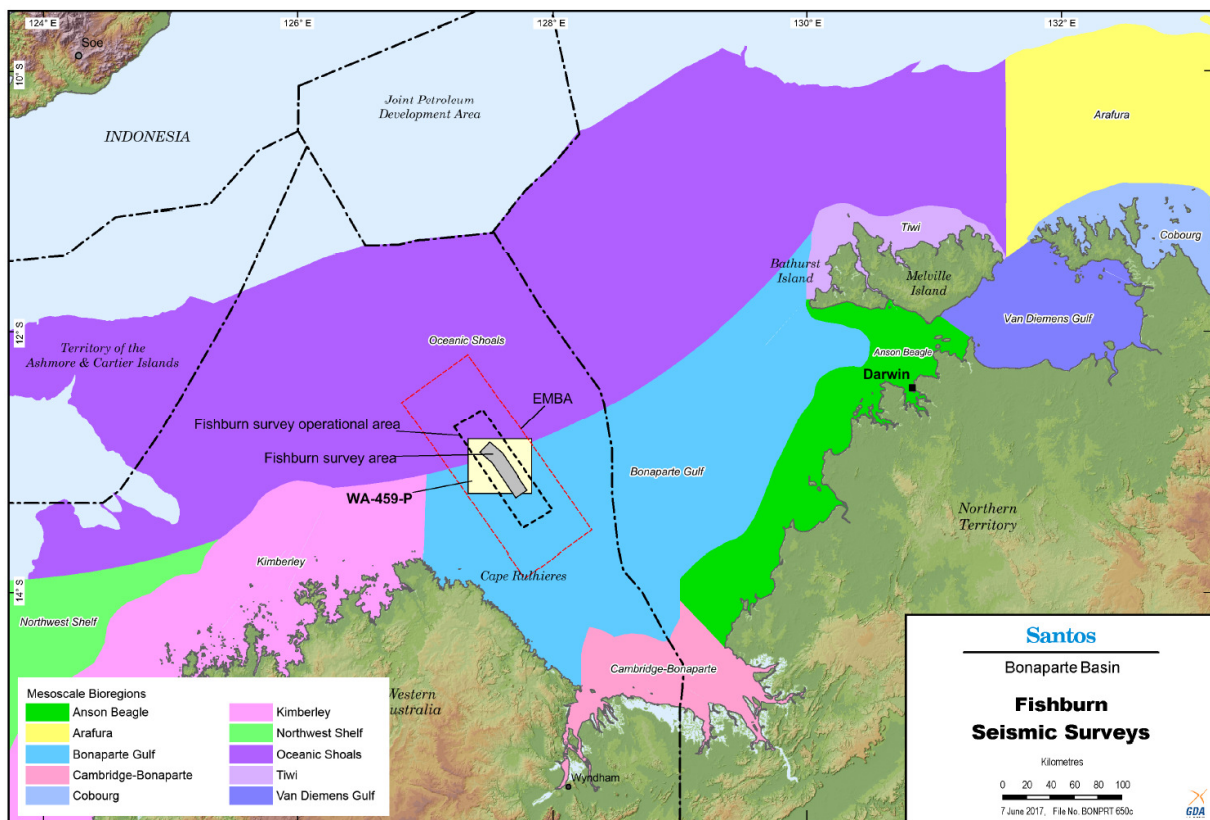 124° E
126° E
128° E
130° E
132° E
Soe
10° S
Joint Petroleum
Development Area
INDONESIA
Arafura
Tiwi
Cobourg
Bathurst
Island
Melville
Island
Van Diemens Gulf
12° S
Oceanic Shoals
Territory of the
Ashmore & Cartier Islands
Anson Beagle
Darwin
EMBA
Fishburn survey operational area
Fishburn survey area
Bonaparte Gulf
WA-459-P
Northern
Territory
Kimberley
Cape Ruthieres
14° S
Northwest Shelf
Cambridge-Bonaparte
Western
Australia
Wyndham
Mesoscale Bioregions
Anson Beagle
Arafura
Bonaparte Gulf
Cambridge-Bonaparte
Cobourg
Kimberley
Northwest Shelf
Oceanic Shoals
Tiwi
Van Diemens Gulf
Santos
Bonaparte Basin
Fishburn
Seismic Surveys
Kilometres
0 20 40 60 80 100
7 June 2017, File No. BONPRT 650c
GDA